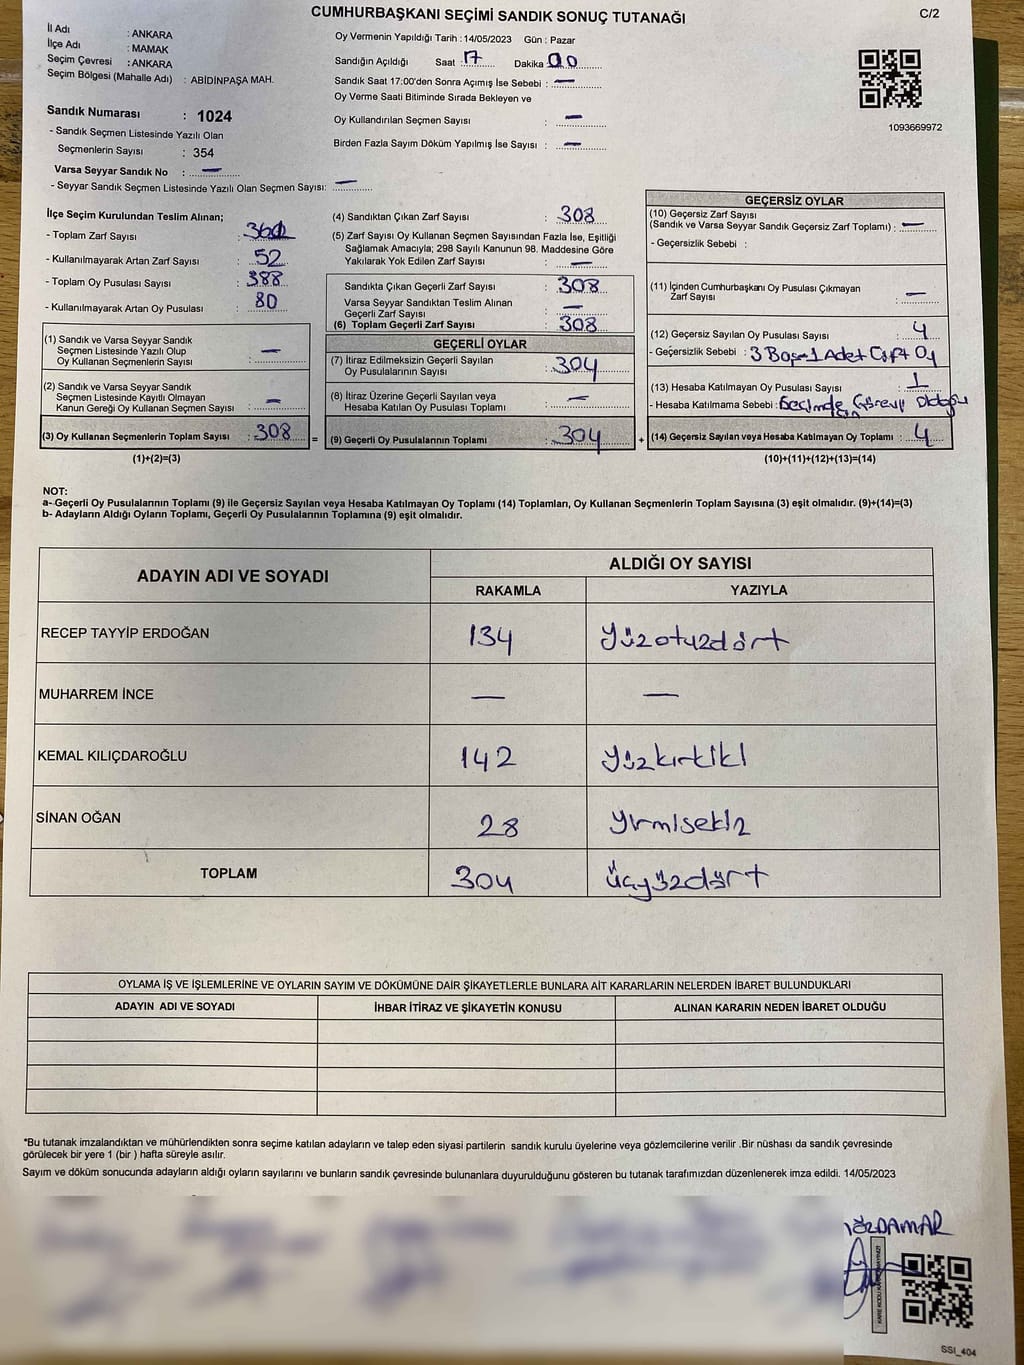 CUMHURBAŞKANI SEÇİMİ SANDIK SONUÇ TUTANAĞI
C/2
İl Adı : ANKARA
İlçe Adı : MAMAK
Seçim Çevresi : ANKARA
Seçim Bölgesi (Mahalle Adı) : ABİDİNPAŞA MAH.
Oy Vermenin Yapıldığı Tarih : 14/05/2023 Gün : Pazar
Sandığın Açıldığı Saat : 17 Dakika : 00
Sandık Saat 17:00'den Sonra Açımış İse Sebebi : —
Oy Verme Saati Bitiminde Sırada Bekleyen ve
Oy Kullandırılan Seçmen Sayısı : —
Birden Fazla Sayım Döküm Yapılmış İse Sayısı : —
1093669972
Sandık Numarası : 1024
- Sandık Seçmen Listesinde Yazılı Olan
Seçmenlerin Sayısı : 354
Varsa Seyyar Sandık No : —
- Seyyar Sandık Seçmen Listesinde Yazılı Olan Seçmen Sayısı: —
İlçe Seçim Kurulundan Teslim Alınan;
- Toplam Zarf Sayısı :
- Kullanılmayarak Artan Zarf Sayısı : 52
- Toplam Oy Pusulası Sayısı : 388
- Kullanılmayarak Artan Oy Pusulası : 80
(1) Sandık ve Varsa Seyyar Sandık
Seçmen Listesinde Yazılı Olup
Oy Kullanan Seçmenlerin Sayısı : —
(2) Sandık ve Varsa Seyyar Sandık
Seçmen Listesinde Kayıtlı Olmayan
Kanun Gereği Oy Kullanan Seçmen Sayısı : —
(3) Oy Kullanan Seçmenlerin Toplam Sayısı : 308 =
(1)+(2)=(3)
(4) Sandıktan Çıkan Zarf Sayısı : 308
(5) Zarf Sayısı Oy Kullanan Seçmen Sayısından Fazla İse, Eşitliği
Sağlamak Amacıyla; 298 Sayılı Kanunun 98. Maddesine Göre
Yakılarak Yok Edilen Zarf Sayısı : —
Sandıkta Çıkan Geçerli Zarf Sayısı : 308
Varsa Seyyar Sandıktan Teslim Alınan
Geçerli Zarf Sayısı : —
(6) Toplam Geçerli Zarf Sayısı : 308
GEÇERLİ OYLAR
(7) İtiraz Edilmeksizin Geçerli Sayılan
Oy Pusulalarının Sayısı : 304
(8) İtiraz Üzerine Geçerli Sayılan veya
Hesaba Katılan Oy Pusulası Toplamı : —
(9) Geçerli Oy Pusulalarının Toplamı : 304 +
GEÇERSİZ OYLAR
(10) Geçersiz Zarf Sayısı
(Sandık ve Varsa Seyyar Sandık Geçersiz Zarf Toplamı) : —
- Geçersizlik Sebebi :
(11) İçinden Cumhurbaşkanı Oy Pusulası Çıkmayan
Zarf Sayısı : —
(12) Geçersiz Sayılan Oy Pusulası Sayısı : 4
- Geçersizlik Sebebi : 3 Boş-1 Adet Çift Oy
(13) Hesaba Katılmayan Oy Pusulası Sayısı : 1
- Hesaba Katılmama Sebebi : Seçimde Görevli Olduğu
için
(14) Geçersiz Sayılan veya Hesaba Katılmayan Oy Toplamı : 4
(10)+(11)+(12)+(13)=(14)
NOT:
a- Geçerli Oy Pusulalarının Toplamı (9) ile Geçersiz Sayılan veya Hesaba Katılmayan Oy Toplamı (14) Toplamları, Oy Kullanan Seçmenlerin Toplam Sayısına (3) eşit olmalıdır. (9)+(14)=(3)
b- Adayların Aldığı Oyların Toplamı, Geçerli Oy Pusulalarının Toplamına (9) eşit olmalıdır.
ADAYIN ADI VE SOYADI
ALDIĞI OY SAYISI
RAKAMLA YAZIYLA
RECEP TAYYİP ERDOĞAN 134 yüzotuzdört
MUHARREM İNCE — —
KEMAL KILIÇDAROĞLU 142 yüzkırkiki
SİNAN OĞAN 28 yirmisekiz
TOPLAM 304 üçyüzdört
OYLAMA İŞ VE İŞLEMLERİNE VE OYLARIN SAYIM VE DÖKÜMÜNE DAİR ŞİKAYETLERLE BUNLARA AİT KARARLARIN NELERDEN İBARET BULUNDUKLARI
ADAYIN ADI VE SOYADI İHBAR İTİRAZ VE ŞİKAYETİN KONUSU ALINAN KARARIN NEDEN İBARET OLDUĞU
*Bu tutanak imzalandıktan ve mühürlendikten sonra seçime katılan adayların ve talep eden siyasi partilerin sandık kurulu üyelerine veya gözlemcilerine verilir .Bir nüshası da sandık çevresinde
görülecek bir yere 1 (bir ) hafta süreyle asılır.
Sayım ve döküm sonucunda adayların aldığı oyların sayılarını ve bunların sandık çevresinde bulunanlara duyurulduğunu gösteren bu tutanak tarafımızdan düzenlenerek imza edildi. 14/05/2023
ÖZDAMAR
SSI_404